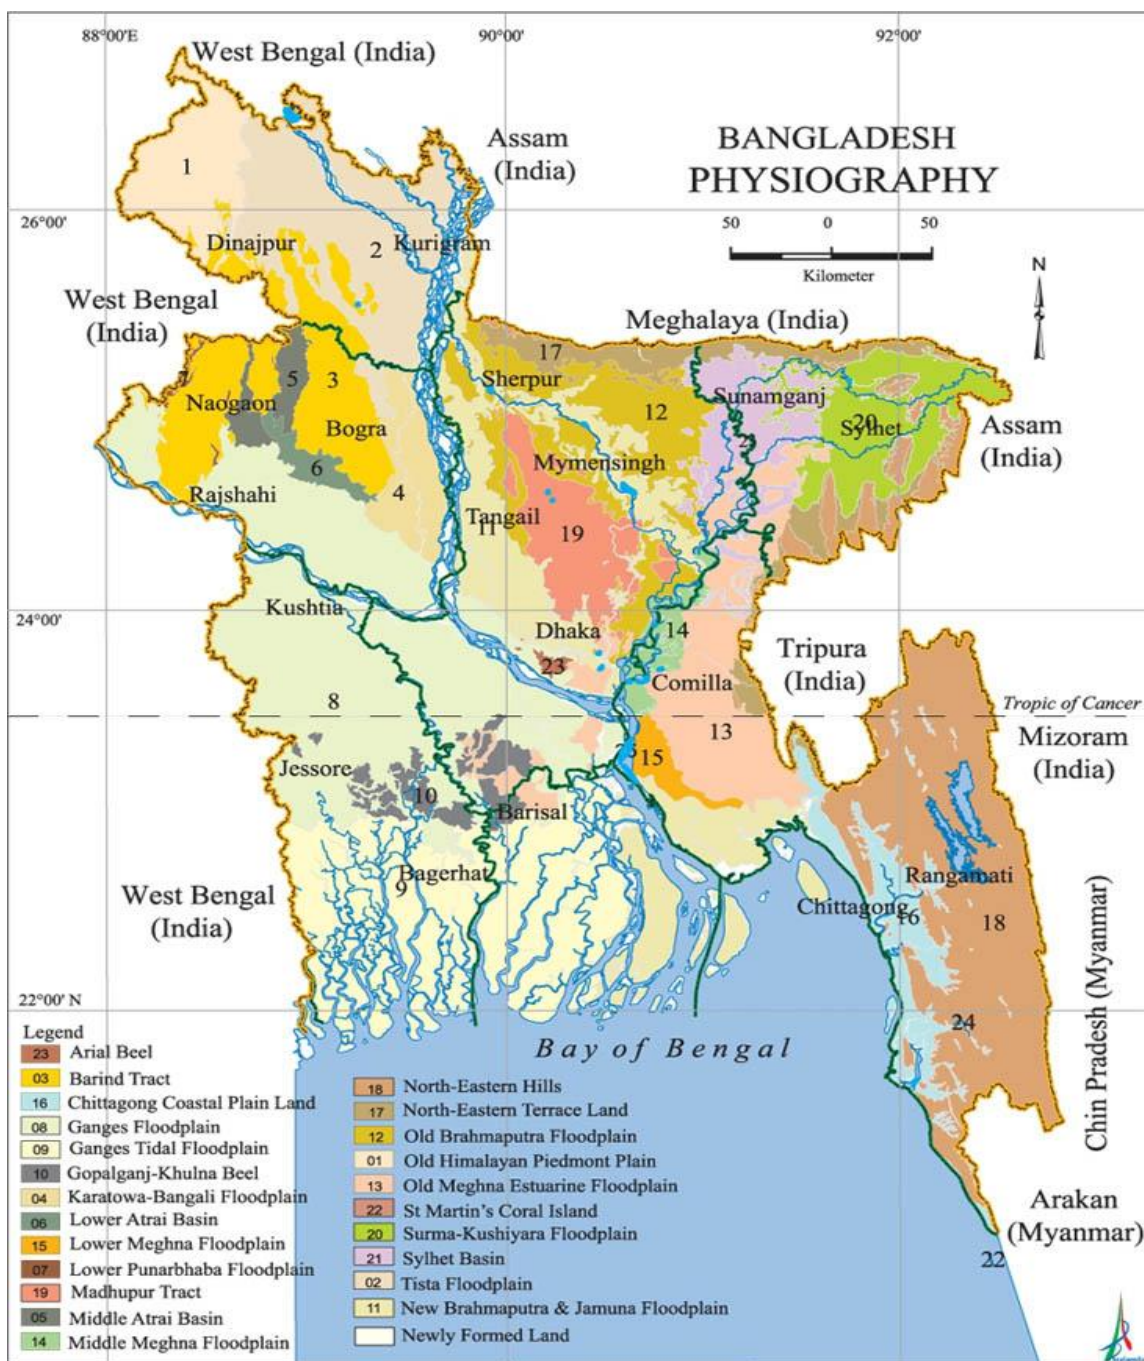 88°00'E
90°00'
92°00'
West Bengal (India)
Assam
(India)
BANGLADESH
PHYSIOGRAPHY
1
26°00'
50
0
50
Kilometer
N
Dinajpur
2
Kurigram
West Bengal
(India)
Meghalaya (India)
17
Sherpur
5
3
Naogaon
Sunamganj
12
Bogra
20
Sylhet
Assam
(India)
6
Mymensingh
Rajshahi
4
Tangail
11
19
24°00'
Kushtia
Dhaka
14
23
Tripura
(India)
Comilla
8
Tropic of Cancer
13
Mizoram
(India)
Jessore
15
10
Barisal
Bagerhat
9
West Bengal
(India)
Rangamati
Chittagong
16
18
Chin Pradesh (Myanmar)
22°00' N
24
Bay of Bengal
Arakan
(Myanmar)
22
Legend
23 Arial Beel
03 Barind Tract
16 Chittagong Coastal Plain Land
08 Ganges Floodplain
09 Ganges Tidal Floodplain
10 Gopalganj-Khulna Beel
04 Karatowa-Bangali Floodplain
06 Lower Atrai Basin
15 Lower Meghna Floodplain
07 Lower Punarbhaba Floodplain
19 Madhupur Tract
05 Middle Atrai Basin
14 Middle Meghna Floodplain
18 North-Eastern Hills
17 North-Eastern Terrace Land
12 Old Brahmaputra Floodplain
01 Old Himalayan Piedmont Plain
13 Old Meghna Estuarine Floodplain
22 St Martin's Coral Island
20 Surma-Kushiyara Floodplain
21 Sylhet Basin
02 Tista Floodplain
11 New Brahmaputra & Jamuna Floodplain
Newly Formed Land